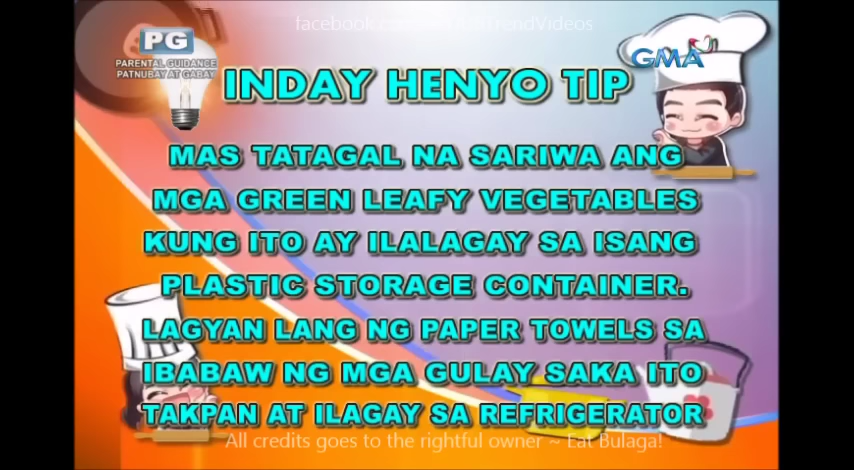 PG
PARENTAL GUIDANCE
PATNUBAY AT GABAY
GMA
INDAY HENYO TIP
MAS TATAGAL NA SARIWA ANG
MGA GREEN LEAFY VEGETABLES
KUNG ITO AY ILALAGAY SA ISANG
PLASTIC STORAGE CONTAINER.
LAGYAN LANG NG PAPER TOWELS SA
IBABAW NG MGA GULAY SAKA ITO
TAKPAN AT ILAGAY SA REFRIGERATOR
All credits goes to the rightful owner ~ Eat Bulaga!